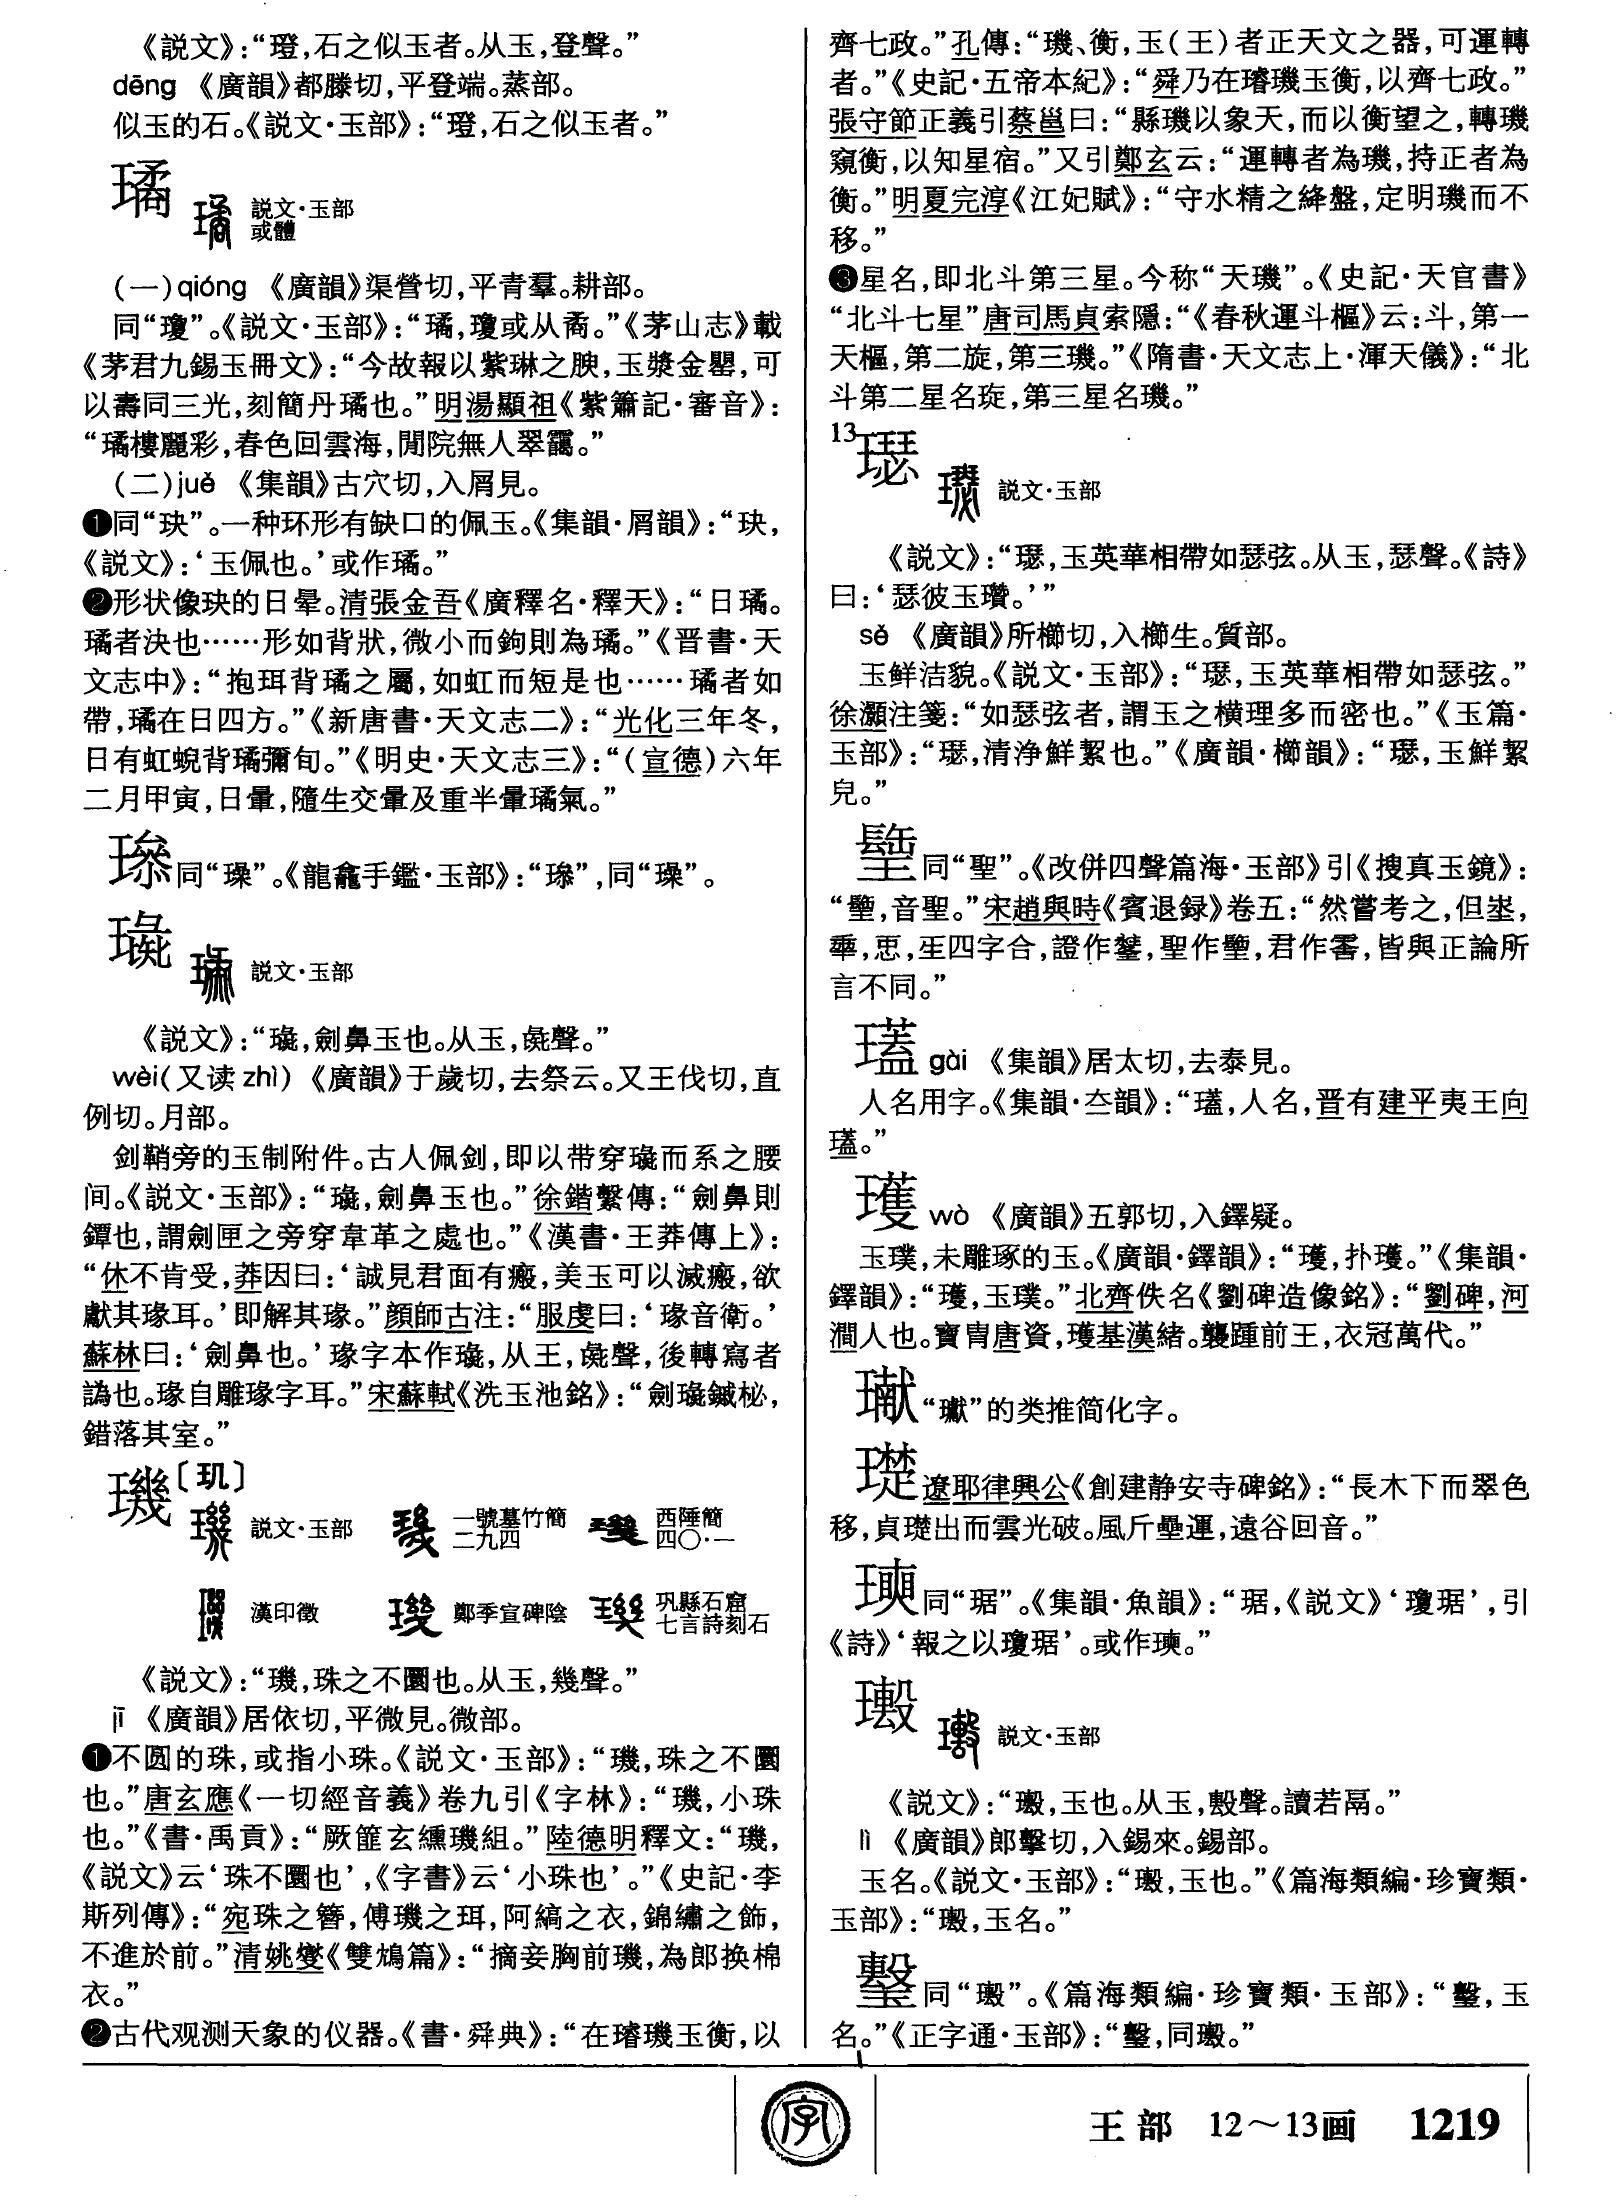 《説文》：“璒，石之似玉者。从玉，登聲。”
dēng 《廣韻》都滕切，平登端。蒸部。
似玉的石。《説文·玉部》：“璒，石之似玉者。”
璚
説文·玉部
或體
(一)qióng 《廣韻》渠營切，平青羣。耕部。
同“瓊”。《説文·玉部》：“璚，瓊或从矞。”《茅山志》載
《茅君九錫玉冊文》：“今故報以紫琳之腴，玉漿金罌，可
以壽同三光，刻簡丹璚也。”明湯顯祖《紫簫記·審音》：
“璚樓麗彩，春色回雲海，閒院無人翠靄。”
(二)jué 《集韻》古穴切，入屑見。
❶同“玦”。一种环形有缺口的佩玉。《集韻·屑韻》：“玦，
《説文》：‘玉佩也。’或作璚。”
❷形状像玦的日晕。清張金吾《廣釋名·釋天》：“日璚。
璚者決也……形如背狀，微小而鉤則為璚。”《晋書·天
文志中》：“抱珥背璚之屬，如虹而短是也……璚者如
帶，璚在日四方。”《新唐書·天文志二》：“光化三年冬，
日有虹蜺背璚彌旬。”《明史·天文志三》：“(宣德)六年
二月甲寅，日暈，隨生交暈及重半暈璚氣。”
同“璪”。《龍龕手鑑·玉部》：“”，同“璪”。
璏
説文·玉部
《説文》：“璏，劍鼻玉也。从玉，彘聲。”
wèi(又读 zhì) 《廣韻》于歲切，去祭云。又王伐切，直
例切。月部。
剑鞘旁的玉制附件。古人佩剑，即以带穿璏而系之腰
间。《説文·玉部》：“璏，劍鼻玉也。”徐鍇繫傳：“劍鼻則
鐔也，謂劍匣之旁穿韋革之處也。”《漢書·王莽傳上》：
“休不肯受，莽因曰：‘誠見君面有瘢，美玉可以滅瘢，欲
獻其瑑耳。’即解其瑑。”顔師古注：“服虔曰：‘瑑音衛。’
蘇林曰：‘劍鼻也。’瑑字本作璏，从王，彘聲，後轉寫者
譌也。瑑自雕瑑字耳。”宋蘇軾《洗玉池銘》：“劍璏鏚柲，
錯落其室。”
璣〔玑〕
説文·玉部 一號墓竹簡二九四 西陲簡四〇·一
漢印徵 鄭季宣碑陰 巩縣石窟七言詩刻石
《説文》：“璣，珠之不圜也。从玉，幾聲。”
jī 《廣韻》居依切，平微見。微部。
❶不圆的珠，或指小珠。《説文·玉部》：“璣，珠之不圜
也。”唐玄應《一切經音義》卷九引《字林》：“璣，小珠
也。”《書·禹貢》：“厥篚玄纁璣組。”陸德明釋文：“璣，
《説文》云‘珠不圜也’，《字書》云‘小珠也’。”《史記·李
斯列傳》：“宛珠之簪，傅璣之珥，阿縞之衣，錦繡之飾，
不進於前。”清姚燮《雙鴆篇》：“摘妾胸前璣，為郎换棉
衣。”
❷古代观测天象的仪器。《書·舜典》：“在璿璣玉衡，以
齊七政。”孔傳：“璣、衡，玉(王)者正天文之器，可運轉
者。”《史記·五帝本紀》：“舜乃在璿璣玉衡，以齊七政。”
張守節正義引蔡邕曰：“縣璣以象天，而以衡望之，轉璣
窺衡，以知星宿。”又引鄭玄云：“運轉者為璣，持正者為
衡。”明夏完淳《江妃賦》：“守水精之絳盤，定明璣而不
移。”
❸星名，即北斗第三星。今称“天璣”。《史記·天官書》
“北斗七星”唐司馬貞索隱：“《春秋運斗樞》云：斗，第一
天樞，第二旋，第三璣。”《隋書·天文志上·渾天儀》：“北
斗第二星名琁，第三星名璣。”
13
璱
説文·玉部
《説文》：“璱，玉英華相帶如瑟弦。从玉，瑟聲。《詩》
曰：‘瑟彼玉瓚。’”
sè 《廣韻》所櫛切，入櫛生。質部。
玉鲜洁貌。《説文·玉部》：“璱，玉英華相帶如瑟弦。”
徐灝注箋：“如瑟弦者，謂玉之横理多而密也。”《玉篇·
玉部》：“璱，清浄鮮絜也。”《廣韻·櫛韻》：“璱，玉鮮絜
皃。”
同“聖”。《改併四聲篇海·玉部》引《搜真玉鏡》：
“，音聖。”宋趙與時《賓退録》卷五：“然嘗考之，但埊，
𠦚，恖，𤯔四字合，證作，聖作，君作，皆與正論所
言不同。”
𤩄 gài 《集韻》居太切，去泰見。
人名用字。《集韻·夳韻》：“，人名，晋有建平夷王向
。”
瓁 wò 《廣韻》五郭切，入鐸疑。
玉璞，未雕琢的玉。《廣韻·鐸韻》：“瓁，扑瓁。”《集韻·
鐸韻》：“瓁，玉璞。”北齊佚名《劉碑造像銘》：“劉碑，河
澗人也。寶胄唐資，瓁基漢緒。襲踵前王，衣冠萬代。”
“瓛”的类推简化字。
璴 遼耶律興公《創建静安寺碑銘》：“長木下而翠色
移，貞璴出而雲光破。風斤壘運，遠谷回音。”
同“琚”。《集韻·魚韻》：“琚，《説文》‘瓊琚’，引
《詩》‘報之以瓊琚’。或作。”
説文·玉部
《説文》：“，玉也。从玉，毄聲。讀若鬲。”
lì 《廣韻》郎擊切，入錫來。錫部。
玉名。《説文·玉部》：“，玉也。”《篇海類編·珍寶類·
玉部》：“，玉名。”
同“”。《篇海類編·珍寶類·玉部》：“，玉
名。”《正字通·玉部》：“，同。”
字
王部 12～13画 1219